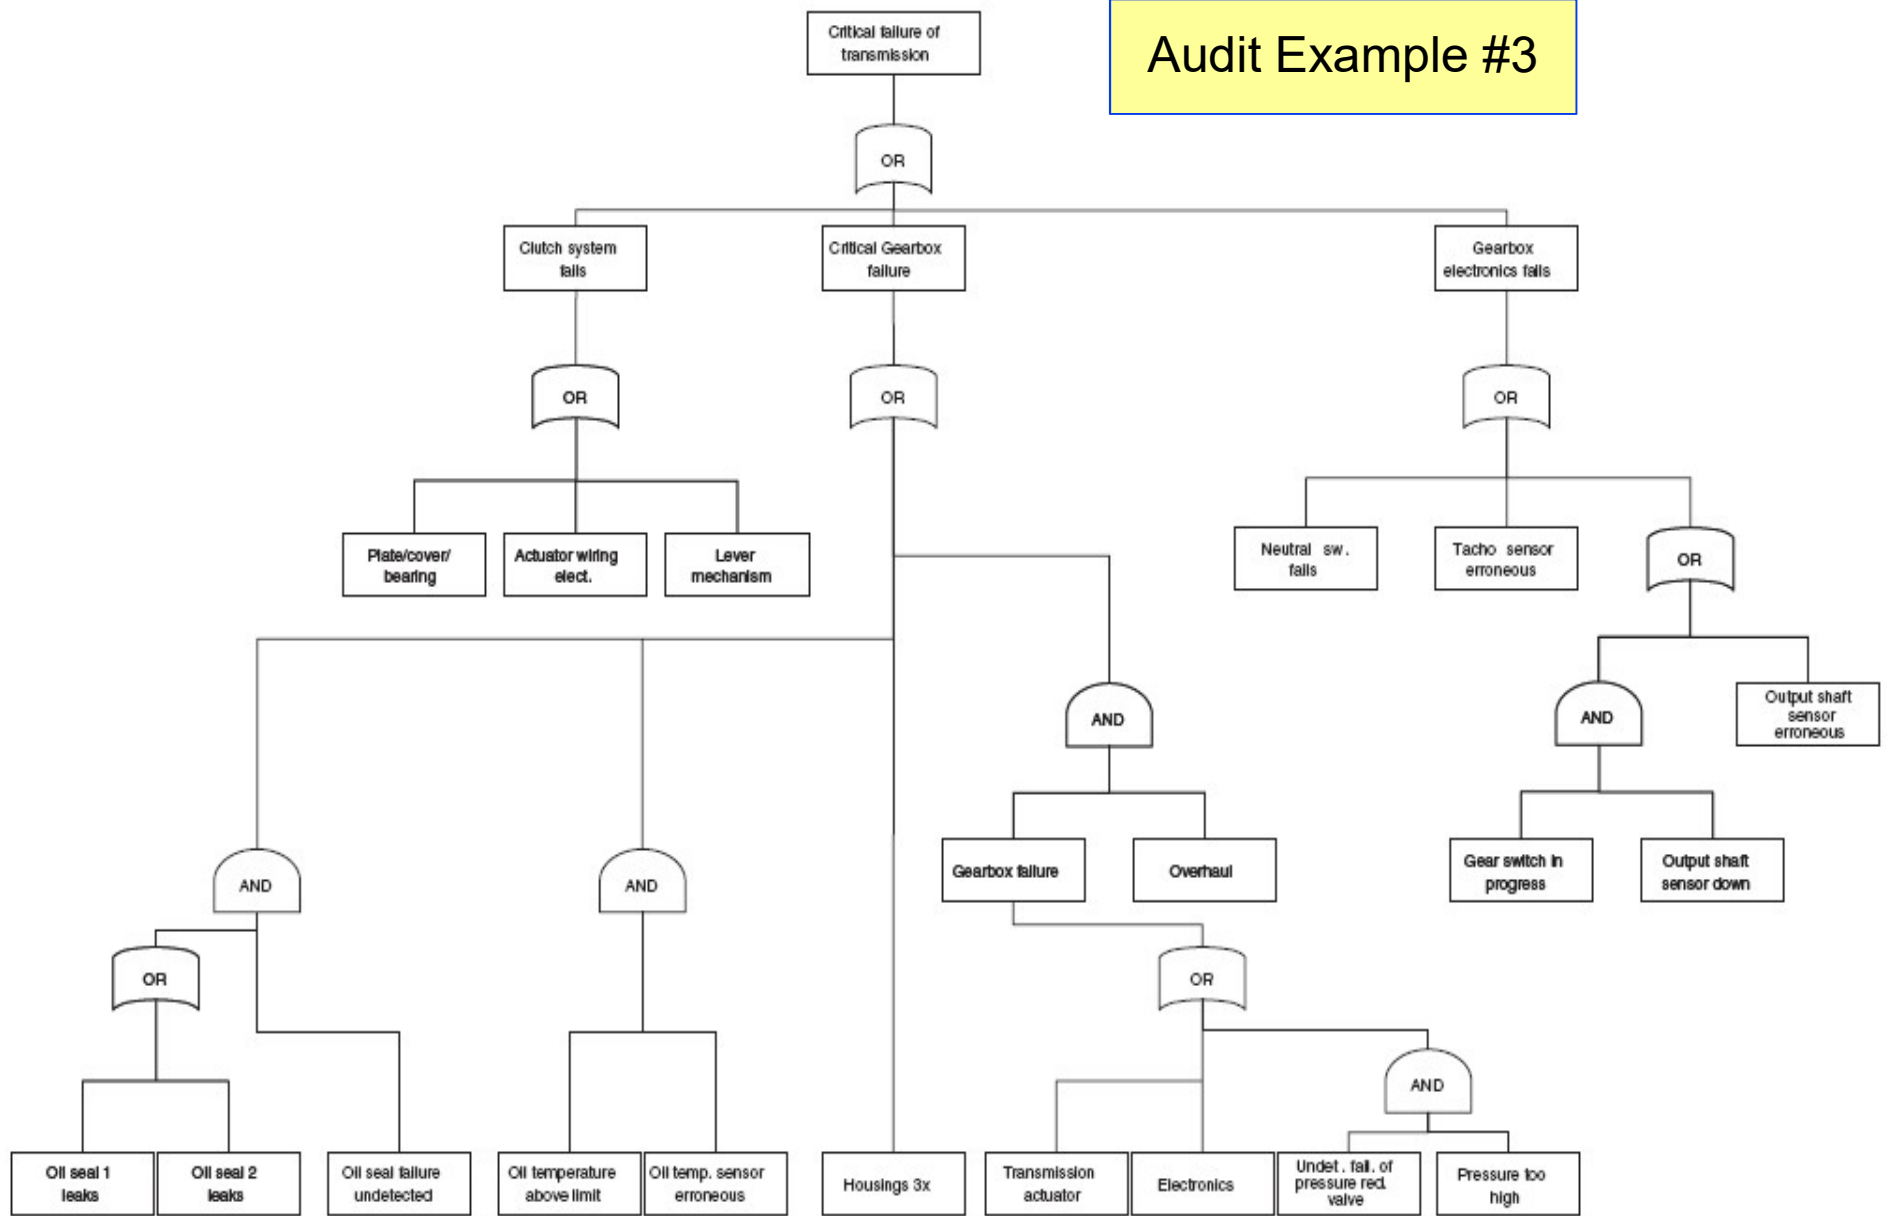 Critical failure of
transmission
Audit Example #3
OR
Clutch system
fails
Critical Gearbox
failure
Gearbox
electronics fails
OR
OR
OR
Plate/cover/
bearing
Actuator wiring
elect.
Lever
mechanism
Neutral sw.
fails
Tacho sensor
erroneous
OR
AND
AND
Output shaft
sensor
erroneous
Gearbox failure
Overhaul
Gear switch in
progress
Output shaft
sensor down
AND
AND
OR
OR
AND
Oil seal 1
leaks
Oil seal 2
leaks
Oil seal failure
undetected
Oil temperature
above limit
Oil temp. sensor
erroneous
Housings 3x
Transmission
actuator
Electronics
Undet. fail. of
pressure red.
valve
Pressure too
high